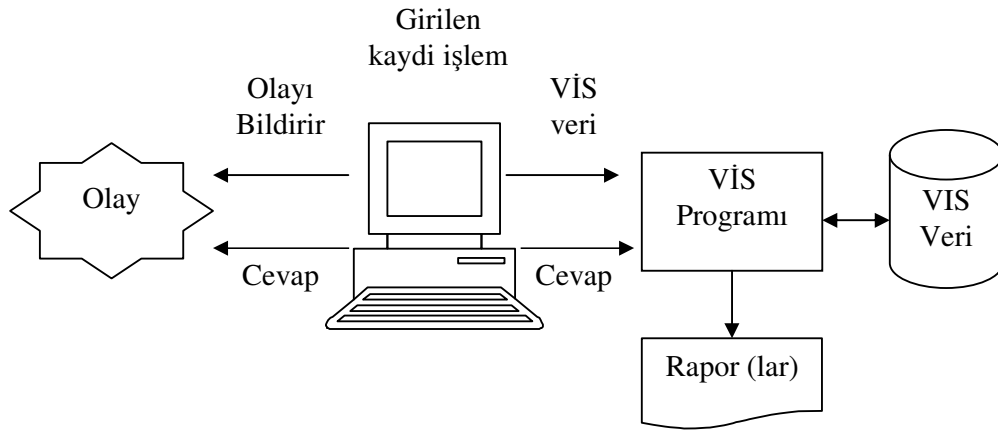 Girilen
kaydi işlem
Olayı
Bildirir
VİS
veri
Olay
VİS
Programı
VIS
Veri
Cevap
Cevap
Rapor (lar)